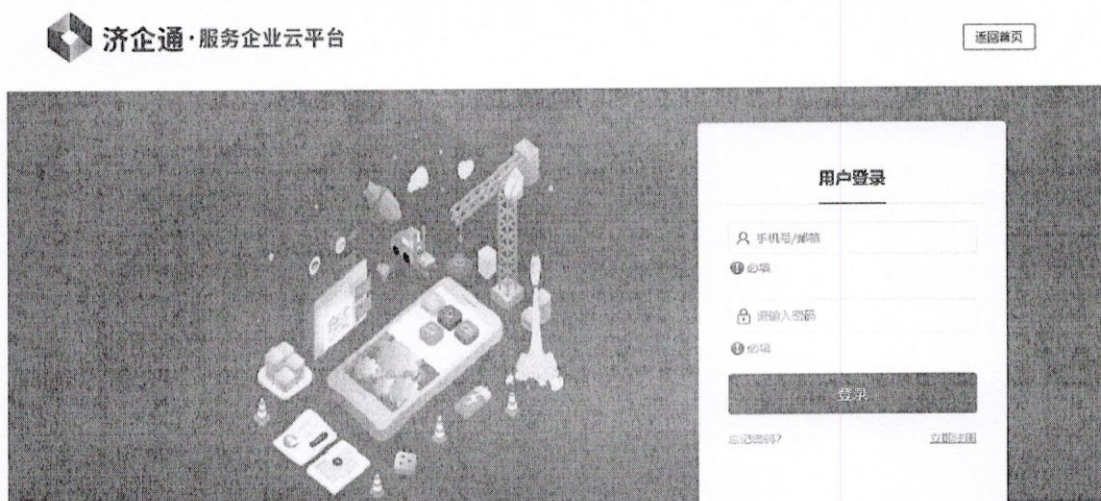 济企通·服务企业云平台
返回首页
用户登录
手机号/邮箱
必填
请输入密码
必填
登录
忘记密码?
立即注册